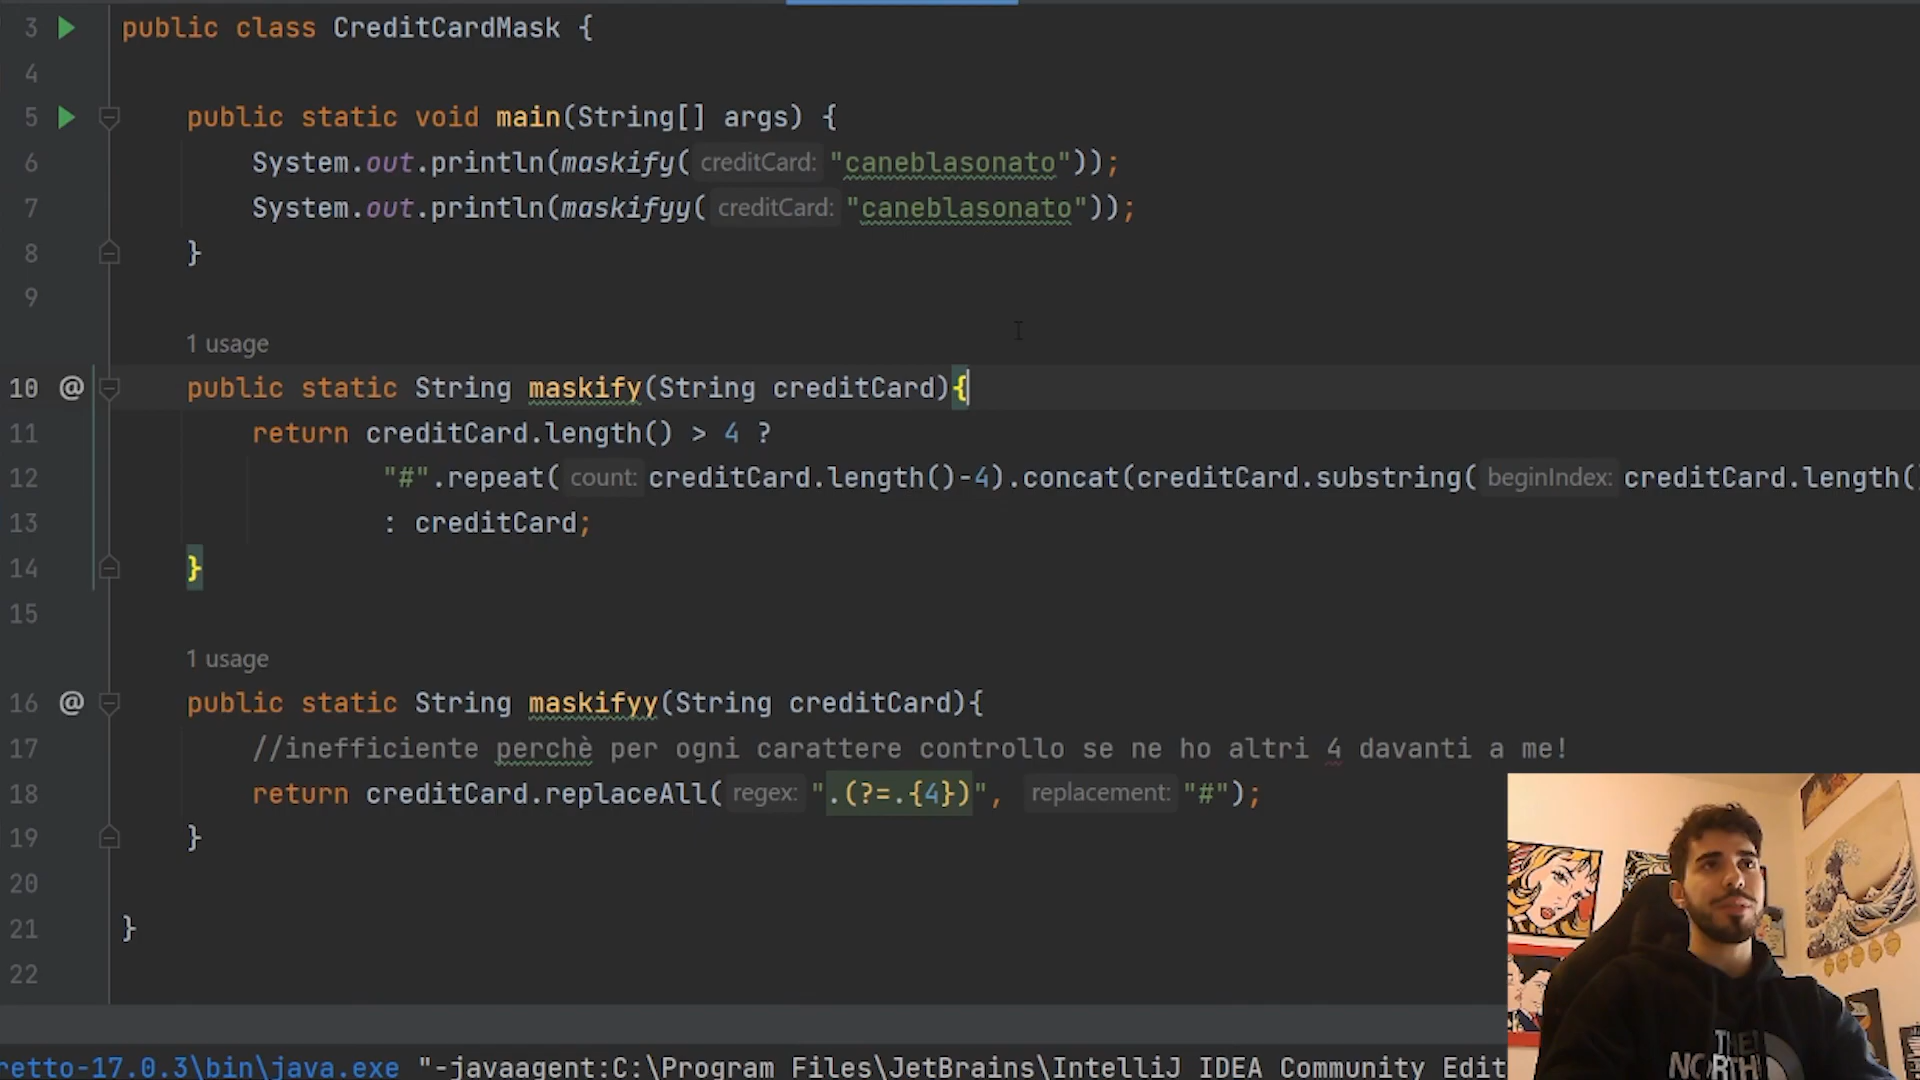 3 public class CreditCardMask {
4
5 public static void main(String[] args) {
6 System.out.println(maskify( creditCard: "caneblasonato"));
7 System.out.println(maskifyy( creditCard: "caneblasonato"));
8 }
9
1 usage
10 @ public static String maskify(String creditCard){
11 return creditCard.length() > 4 ?
12 "#".repeat( count: creditCard.length()-4).concat(creditCard.substring( beginIndex: creditCard.length()
13 : creditCard;
14 }
15
1 usage
16 @ public static String maskifyy(String creditCard){
17 //inefficiente perchè per ogni carattere controllo se ne ho altri 4 davanti a me!
18 return creditCard.replaceAll( regex: ".(?=.{4})", replacement: "#");
19 }
20
21 }
22
retto-17.0.3\bin\java.exe "-javaagent:C:\Program Files\JetBrains\IntelliJ IDEA Community Edit
THE
NORTH